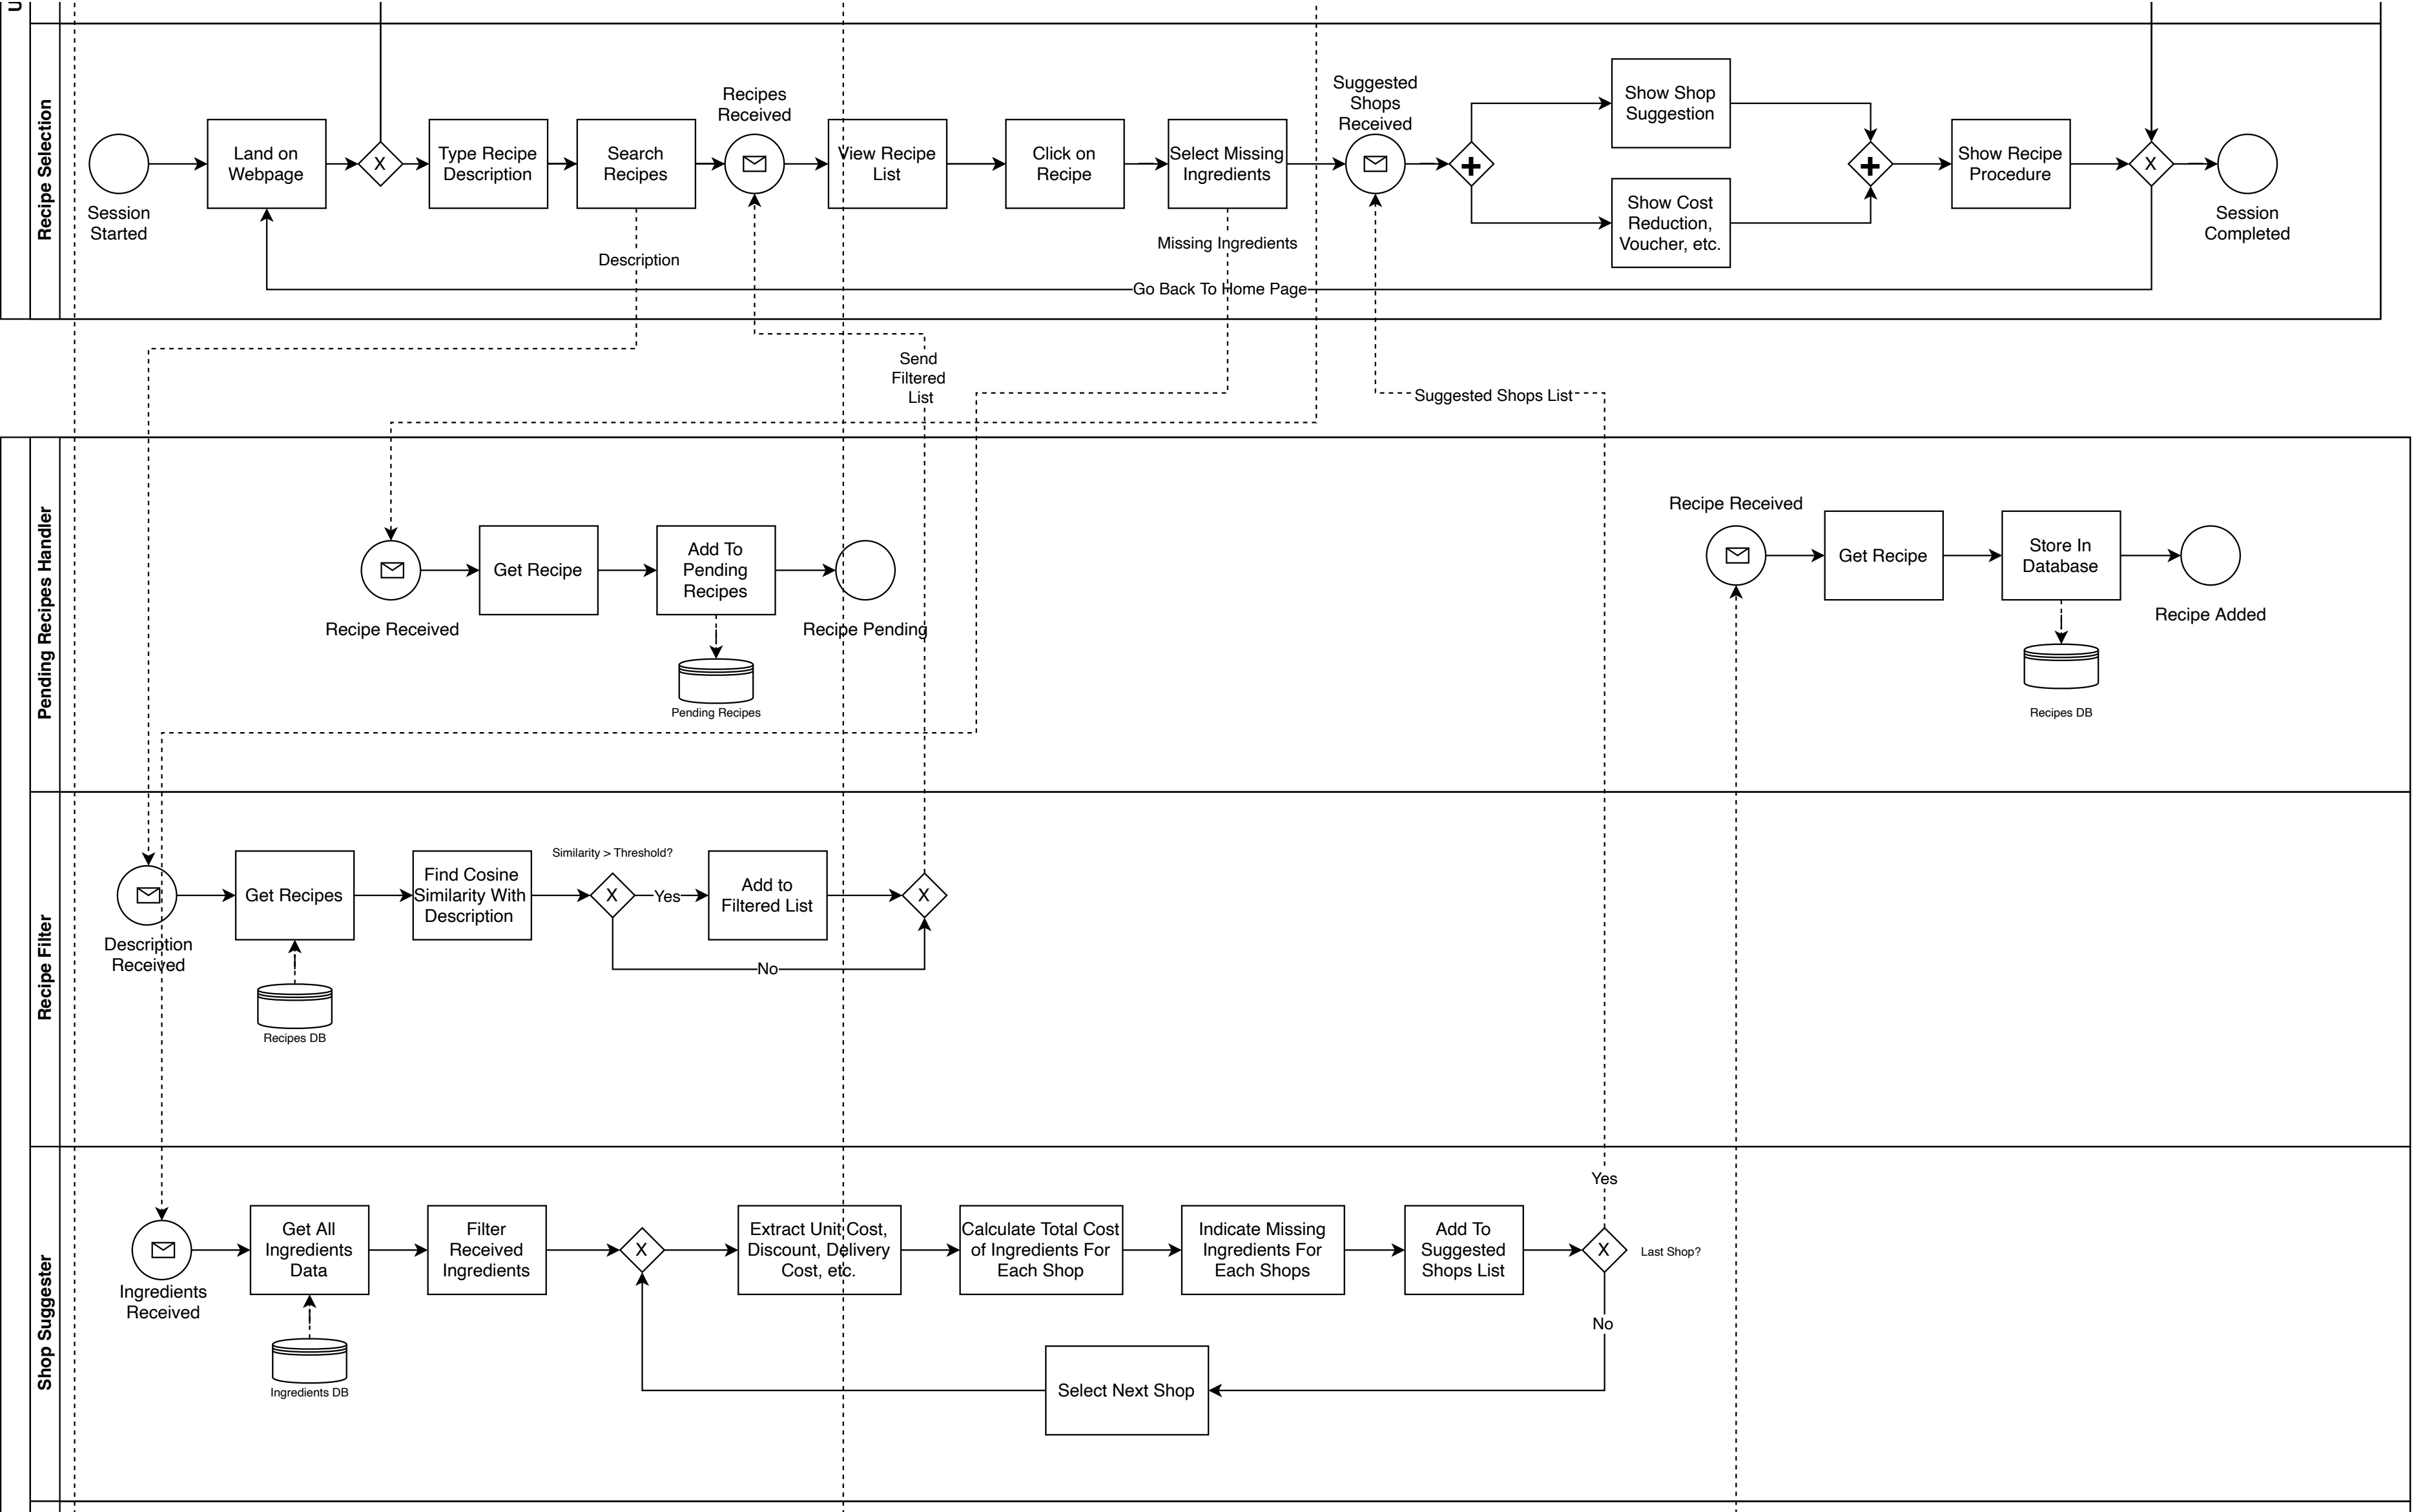 U
Recipe Selection
Session
Started
Land on
Webpage
X
Type Recipe
Description
Search
Recipes
Recipes
Received
View Recipe
List
Click on
Recipe
Select Missing
Ingredients
Suggested
Shops
Received
Show Shop
Suggestion
Show Cost
Reduction,
Voucher, etc.
Show Recipe
Procedure
X
Session
Completed
Description
Missing Ingredients
Go Back To Home Page
Send
Filtered
List
Suggested Shops List
Pending Recipes Handler
Recipe Received
Get Recipe
Add To
Pending
Recipes
Recipe Pending
Pending Recipes
Recipe Received
Get Recipe
Store In
Database
Recipe Added
Recipes DB
Recipe Filter
Description
Received
Get Recipes
Recipes DB
Find Cosine
Similarity With
Description
Similarity > Threshold?
X
Yes
Add to
Filtered List
X
No
Shop Suggester
Ingredients
Received
Get All
Ingredients
Data
Ingredients DB
Filter
Received
Ingredients
X
Extract Unit Cost,
Discount, Delivery
Cost, etc.
Calculate Total Cost
of Ingredients For
Each Shop
Indicate Missing
Ingredients For
Each Shops
Add To
Suggested
Shops List
Yes
X
Last Shop?
No
Select Next Shop